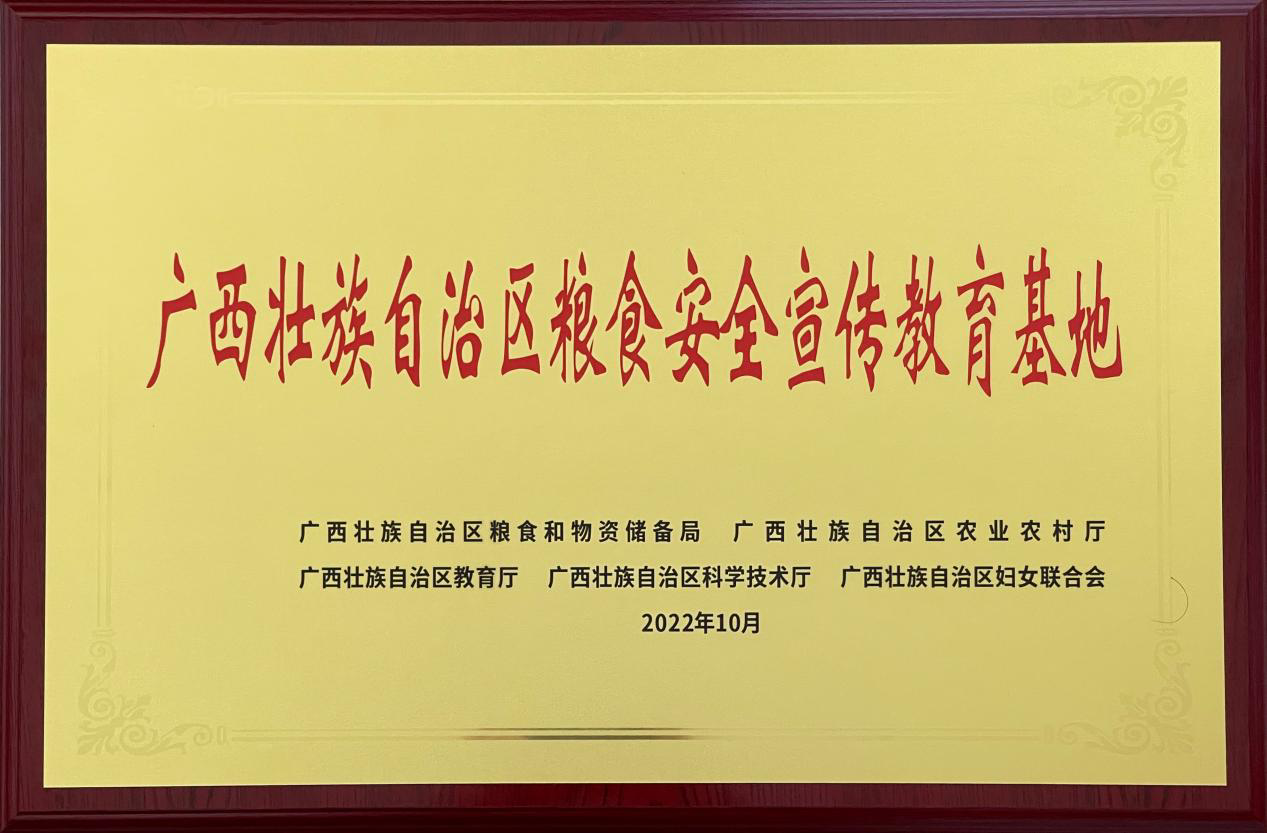 广西壮族自治区粮食安全宣传教育基地
广西壮族自治区粮食和物资储备局 广西壮族自治区农业农村厅
广西壮族自治区教育厅 广西壮族自治区科学技术厅 广西壮族自治区妇女联合会
2022年10月